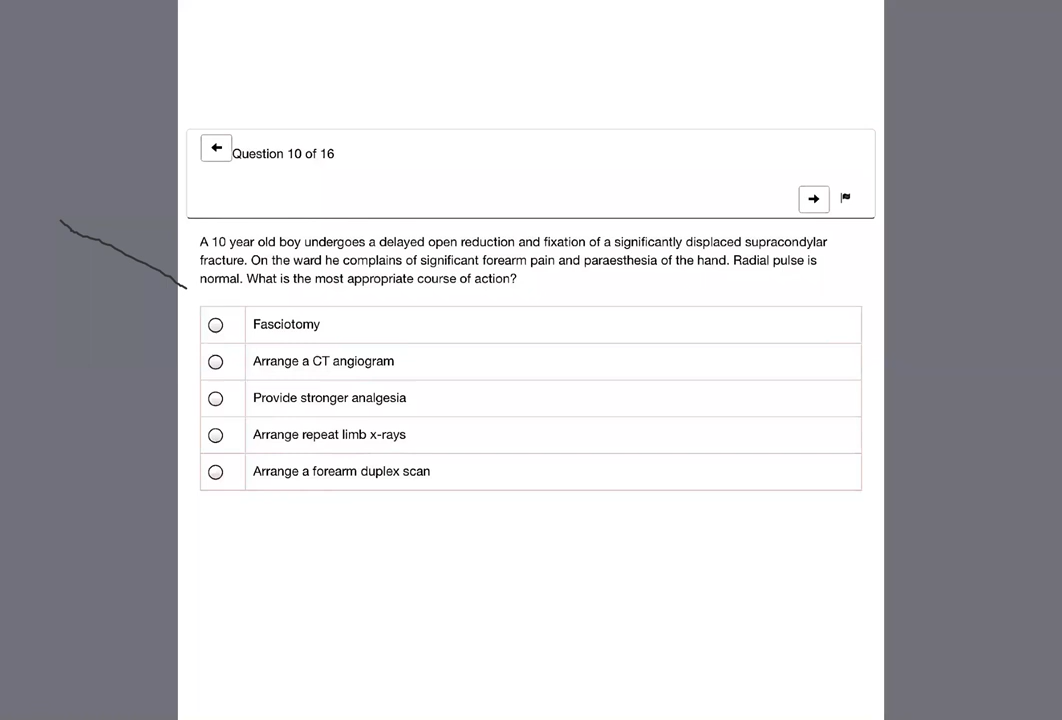 Question 10 of 16
A 10 year old boy undergoes a delayed open reduction and fixation of a significantly displaced supracondylar
fracture. On the ward he complains of significant forearm pain and paraesthesia of the hand. Radial pulse is
normal. What is the most appropriate course of action?
Fasciotomy
Arrange a CT angiogram
Provide stronger analgesia
Arrange repeat limb x-rays
Arrange a forearm duplex scan